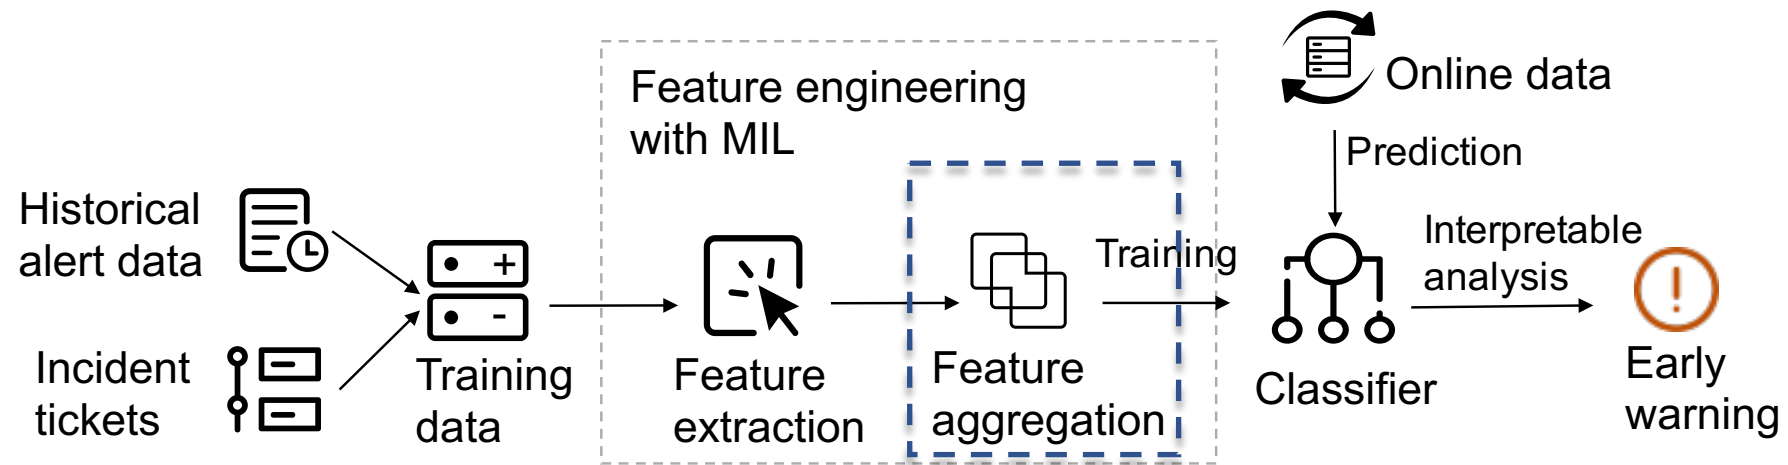 Historical
alert data
Incident
tickets
Training
data
Feature engineering
with MIL
Feature
extraction
Feature
aggregation
Training
Online data
Prediction
Classifier
Interpretable
analysis
Early
warning